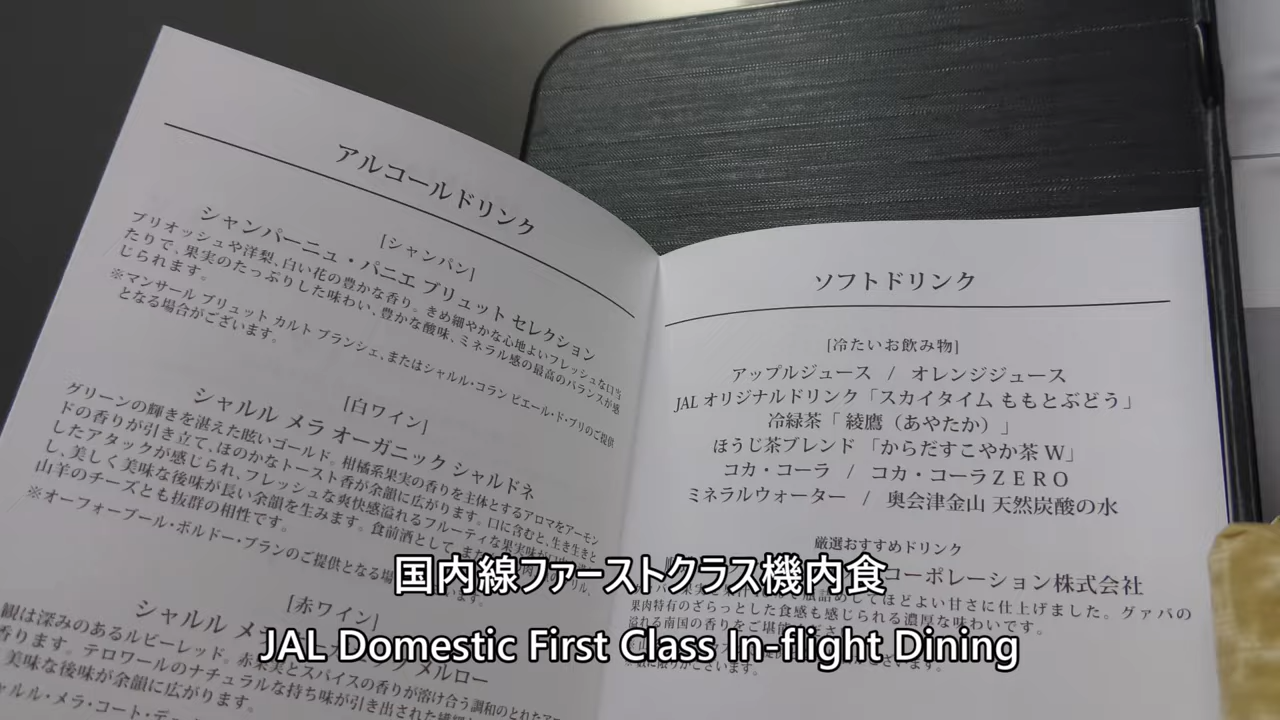 アルコールドリンク
[シャンパン]
シャンパーニュ・パニエ ブリュット セレクション
ブリオッシュや洋梨、白い花の豊かな香り。きめ細やかな心地よいフレッシュな口当
たりで、果実のたっぷりした味わい、豊かな酸味、ミネラル感の最高のバランスが感
じられます。
※マンサール ブリュット カルト ブランシェ、またはシャルル・コラン ピエール・ド・プリのご提供
となる場合がございます。
[白ワイン]
シャルル メラ オーガニック シャルドネ
グリーンの輝きを湛えた眩いゴールド。柑橘系果実の香りを主体とするアロマをアーモン
ドの香りが引き立て、ほのかなトースト香が余韻に広がります。口に含むと、生き生きと
したアタックが感じられ、フレッシュな爽快感溢れるフルーティな果実味が
し、美しく美味な後味が長い余韻を生みます。食前酒として、
山羊のチーズとも抜群の相性です。
※オーフォーブール・ボルドー・ブランのご提供となる場
[赤ワイン]
シャルル メ
メルロー
観は深みのあるルビーレッド。赤果実とスパイスの香りが溶け合う調和のとれたア
香ります。テロワールのナチュラルな持ち味が引き出された
美味な後味が余韻に広がります。
ソフトドリンク
[冷たいお飲み物]
アップルジュース / オレンジジュース
JAL オリジナルドリンク「スカイタイム ももとぶどう」
冷緑茶「 綾鷹（あやたか）」
ほうじ茶ブレンド 「からだすこやか茶 W」
コカ・コーラ / コカ・コーラＺＥＲＯ
ミネラルウォーター / 奥会津金山 天然炭酸の水
厳選おすすめドリンク
コーポレーション株式会社
瓶詰めしてほどよい甘さに仕上げました。グァバの
果肉特有のざらっとした食感も感じられる濃厚な味わいです。
溢れる南国の香りをご堪能
国内線ファーストクラス機内食
JAL Domestic First Class In-flight Dining